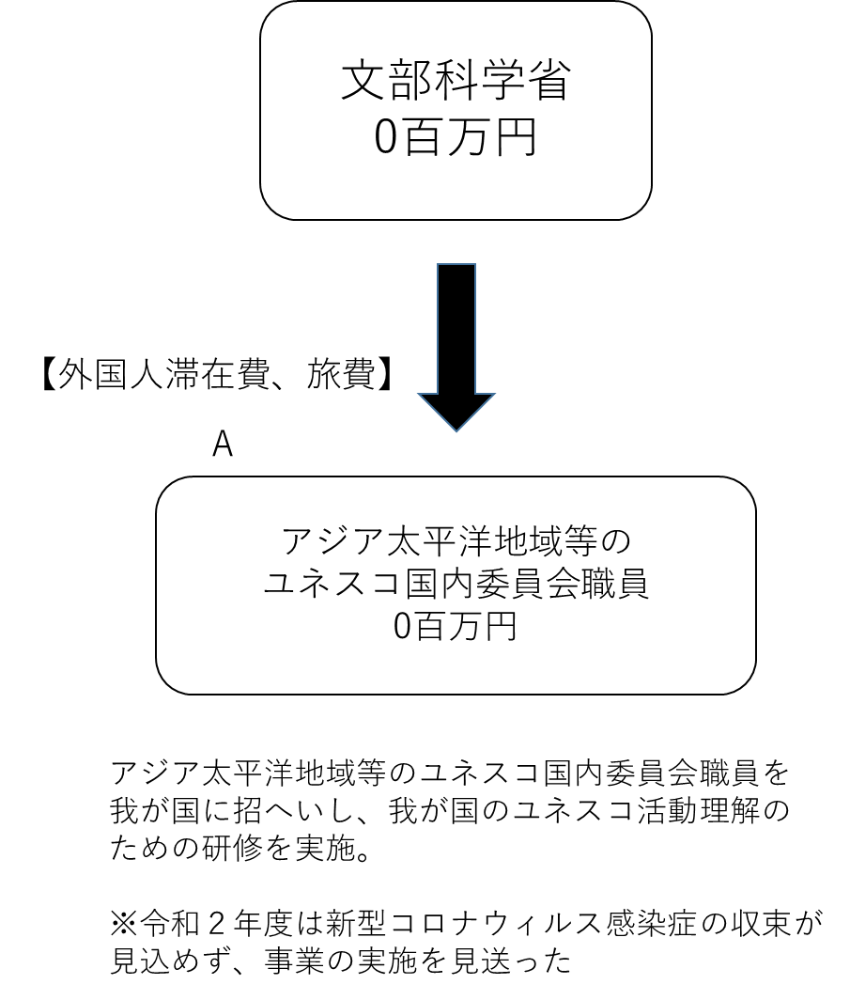 文部科学省
0百万円
【外国人滞在費、旅費】
A
アジア太平洋地域等の
ユネスコ国内委員会職員
0百万円
アジア太平洋地域等のユネスコ国内委員会職員を
我が国に招へいし、我が国のユネスコ活動理解の
ための研修を実施。
※令和２年度は新型コロナウィルス感染症の収束が
見込めず、事業の実施を見送った